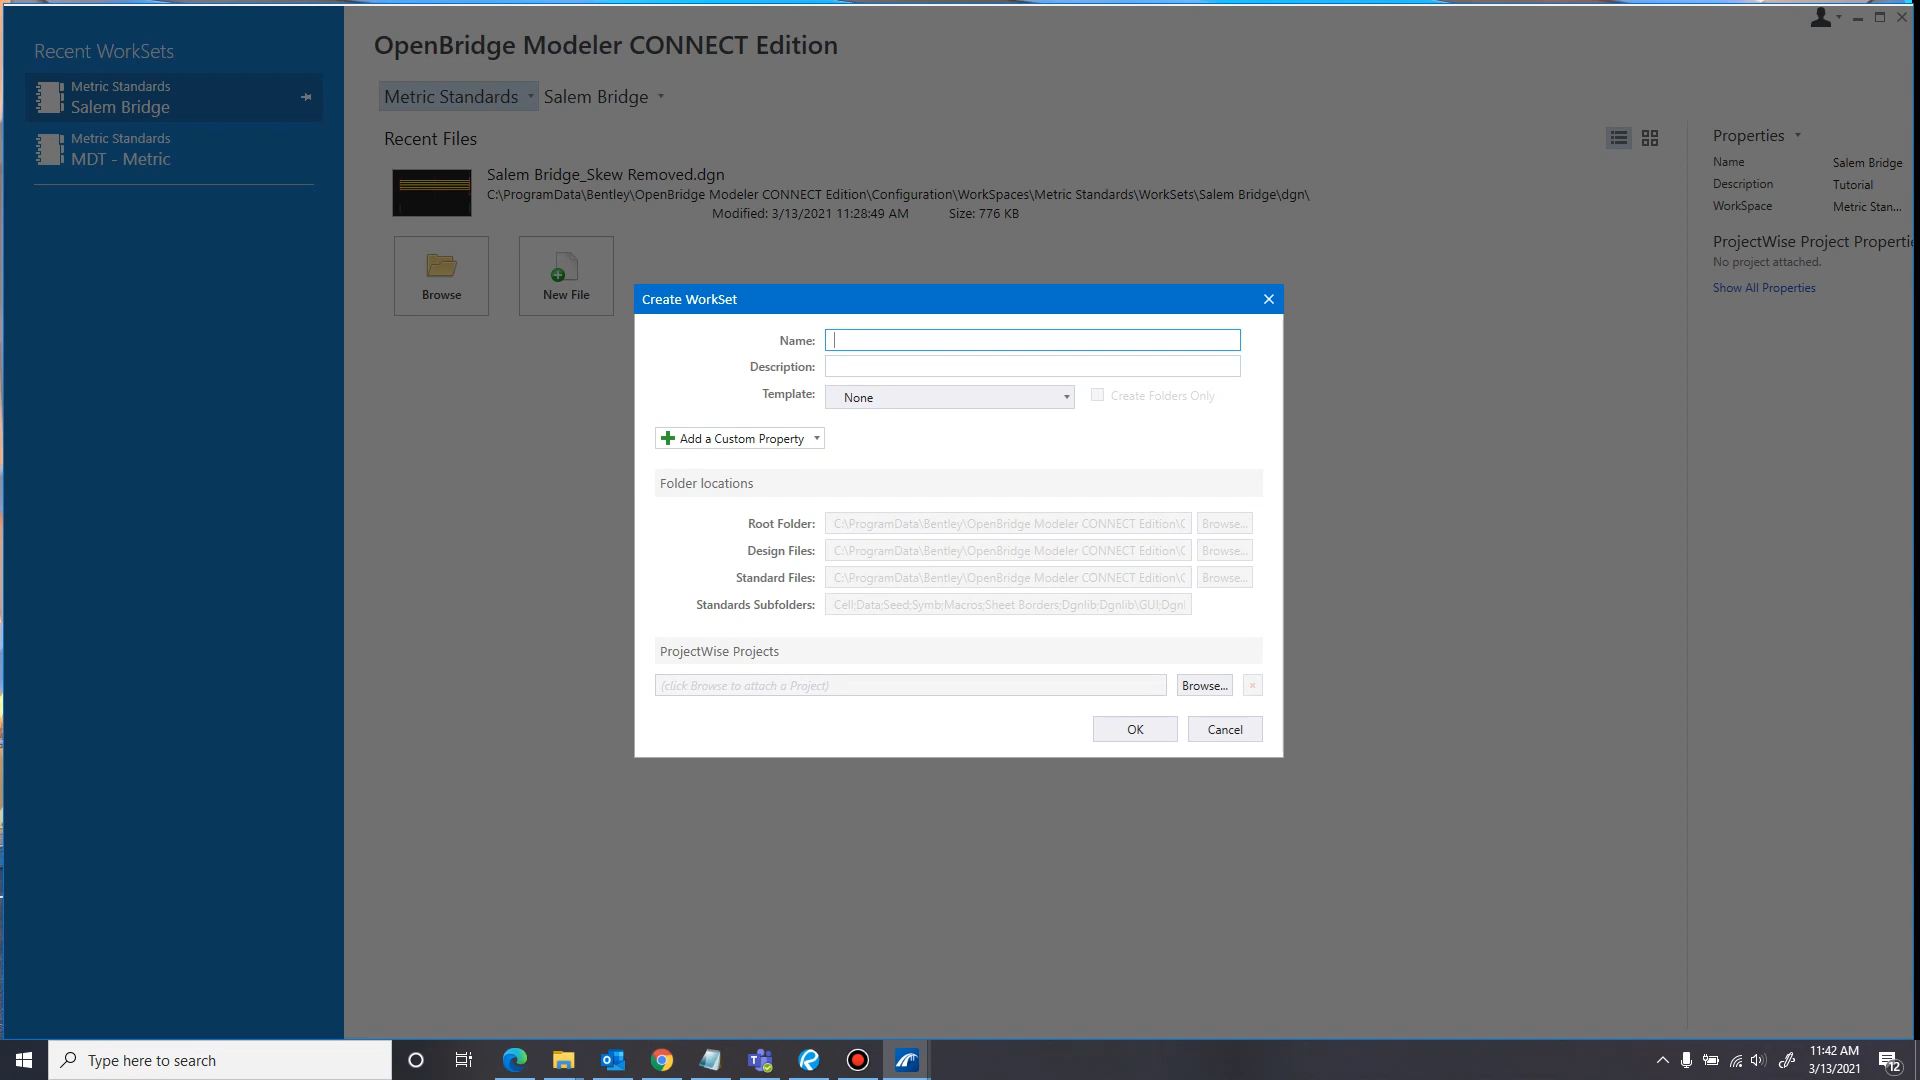 Recent WorkSets
Metric Standards
Salem Bridge
Metric Standards
MDT - Metric
OpenBridge Modeler CONNECT Edition
Metric Standards
Salem Bridge
Recent Files
Salem Bridge_Skew Removed.dgn
C:\ProgramData\Bentley\OpenBridge Modeler CONNECT Edition\Configuration\WorkSpaces\Metric Standards\WorkSets\Salem Bridge\dgn\
Modified: 3/13/2021 11:28:49 AM Size: 776 KB
Browse
New File
Properties
Name Salem Bridge
Description Tutorial
WorkSpace Metric Stan...
ProjectWise Project Properti
No project attached.
Show All Properties
Create WorkSet
Name:
Description:
Template: None Create Folders Only
Add a Custom Property
Folder locations
Root Folder: C:\ProgramData\Bentley\OpenBridge Modeler CONNECT Edition\C Browse...
Design Files: C:\ProgramData\Bentley\OpenBridge Modeler CONNECT Edition\C Browse...
Standard Files: C:\ProgramData\Bentley\OpenBridge Modeler CONNECT Edition\C Browse...
Standards Subfolders: Cell;Data;Seed;Symb;Macros;Sheet Borders;Dgnlib;Dgnlib\GUI;Dgnl
ProjectWise Projects
(click Browse to attach a Project) Browse...
OK Cancel
Type here to search
11:42 AM
3/13/2021
12